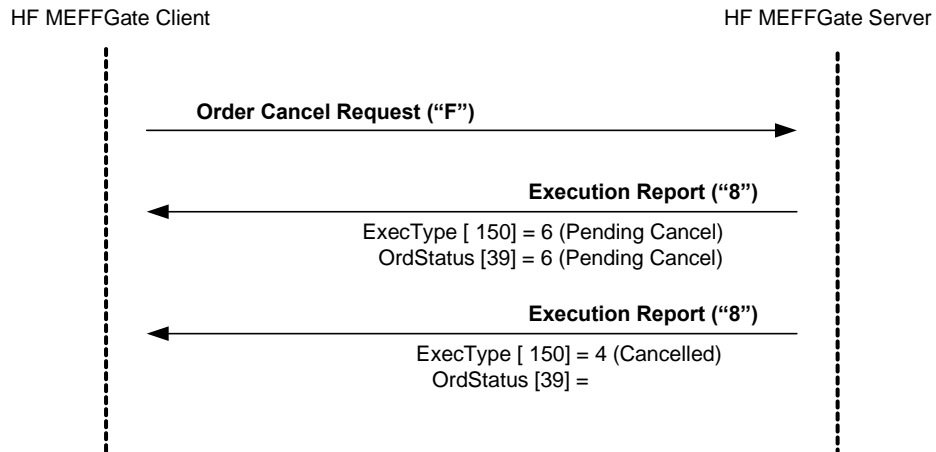 HF MEFFGate Client
HF MEFFGate Server
Order Cancel Request (“F”)
Execution Report (“8”)
ExecType [ 150] = 6 (Pending Cancel)
OrdStatus [39] = 6 (Pending Cancel)
Execution Report (“8”)
ExecType [ 150] = 4 (Cancelled)
OrdStatus [39] =